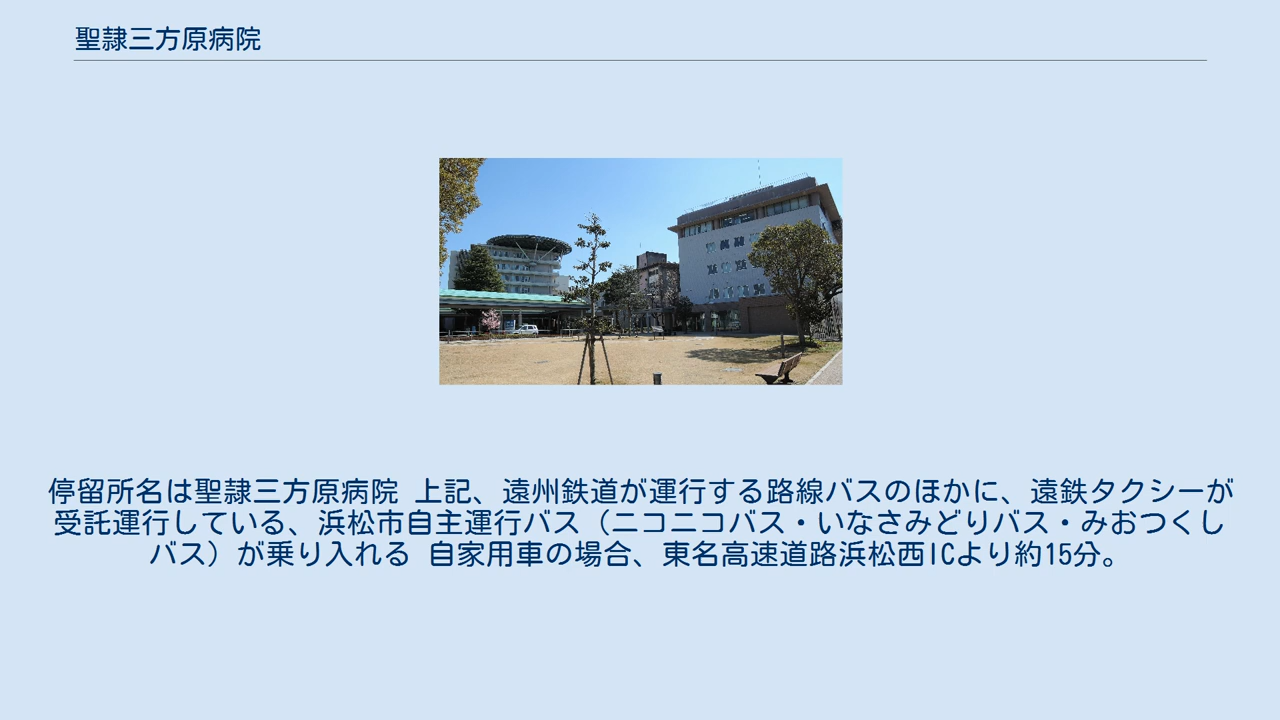 聖隷三方原病院
停留所名は聖隷三方原病院 上記、遠州鉄道が運行する路線バスのほかに、遠鉄タクシーが
受託運行している、浜松市自主運行バス（ニコニコバス・いなさみどりバス・みおつくし
バス）が乗り入れる 自家用車の場合、東名高速道路浜松西ICより約15分。